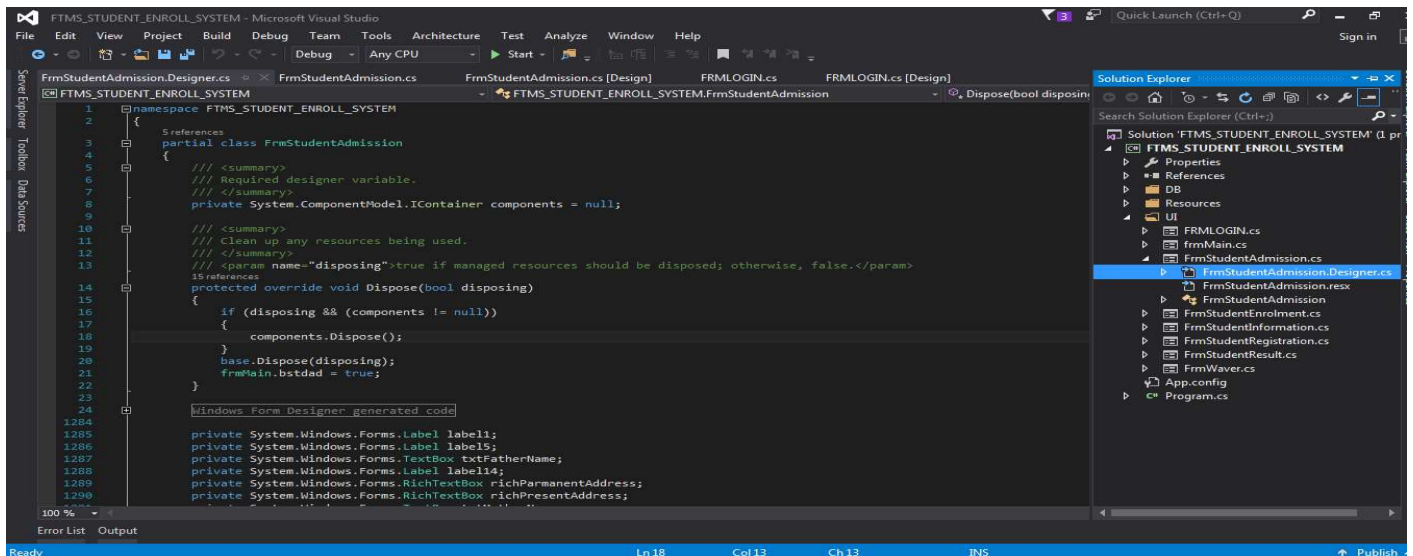 FTMS_STUDENT_ENROLL_SYSTEM - Microsoft Visual Studio
3
Quick Launch (Ctrl+Q)
File Edit View Project Build Debug Team Tools Architecture Test Analyze Window Help
Sign in
Debug Any CPU Start
Server Explorer
Toolbox
Data Sources
FrmStudentAdmission.Designer.cs FrmStudentAdmission.cs FrmStudentAdmission.cs [Design] FRMLOGIN.cs FRMLOGIN.cs [Design]
FTMS_STUDENT_ENROLL_SYSTEM FTMS_STUDENT_ENROLL_SYSTEM.FrmStudentAdmission Dispose(bool disposin
1 namespace FTMS_STUDENT_ENROLL_SYSTEM
2 {
5 references
3 partial class FrmStudentAdmission
4 {
5 /// <summary>
6 /// Required designer variable.
7 /// </summary>
8 private System.ComponentModel.IContainer components = null;
9
10 /// <summary>
11 /// Clean up any resources being used.
12 /// </summary>
13 /// <param name="disposing">true if managed resources should be disposed; otherwise, false.</param>
15 references
14 protected override void Dispose(bool disposing)
15 {
16 if (disposing && (components != null))
17 {
18 components.Dispose();
19 }
20 base.Dispose(disposing);
21 frmMain.bstdad = true;
22 }
23
24 Windows Form Designer generated code
1284
1285 private System.Windows.Forms.Label label1;
1286 private System.Windows.Forms.Label label5;
1287 private System.Windows.Forms.TextBox txtFatherName;
1288 private System.Windows.Forms.Label label14;
1289 private System.Windows.Forms.RichTextBox richParmanentAddress;
1290 private System.Windows.Forms.RichTextBox richPresentAddress;
100 %
Error List Output
Ready Ln 18 Col 13 Ch 13 INS Publish
Solution Explorer
Search Solution Explorer (Ctrl+;)
Solution 'FTMS_STUDENT_ENROLL_SYSTEM' (1 pr
FTMS_STUDENT_ENROLL_SYSTEM
Properties
References
DB
Resources
UI
FRMLOGIN.cs
frmMain.cs
FrmStudentAdmission.cs
FrmStudentAdmission.Designer.cs
FrmStudentAdmission.resx
FrmStudentAdmission
FrmStudentEnrolment.cs
FrmStudentInformation.cs
FrmStudentRegistration.cs
FrmStudentResult.cs
FrmWaver.cs
App.config
Program.cs